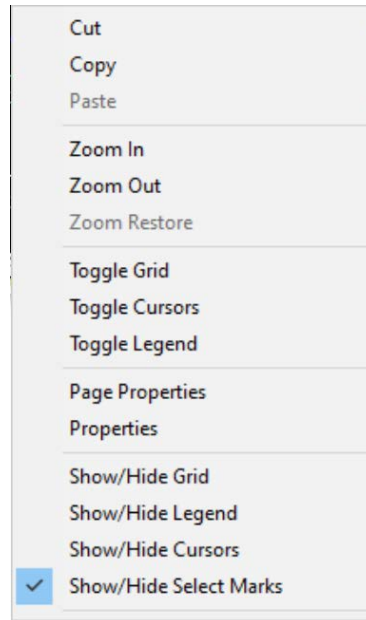 Cut
Copy
Paste
Zoom In
Zoom Out
Zoom Restore
Toggle Grid
Toggle Cursors
Toggle Legend
Page Properties
Properties
Show/Hide Grid
Show/Hide Legend
Show/Hide Cursors
Show/Hide Select Marks